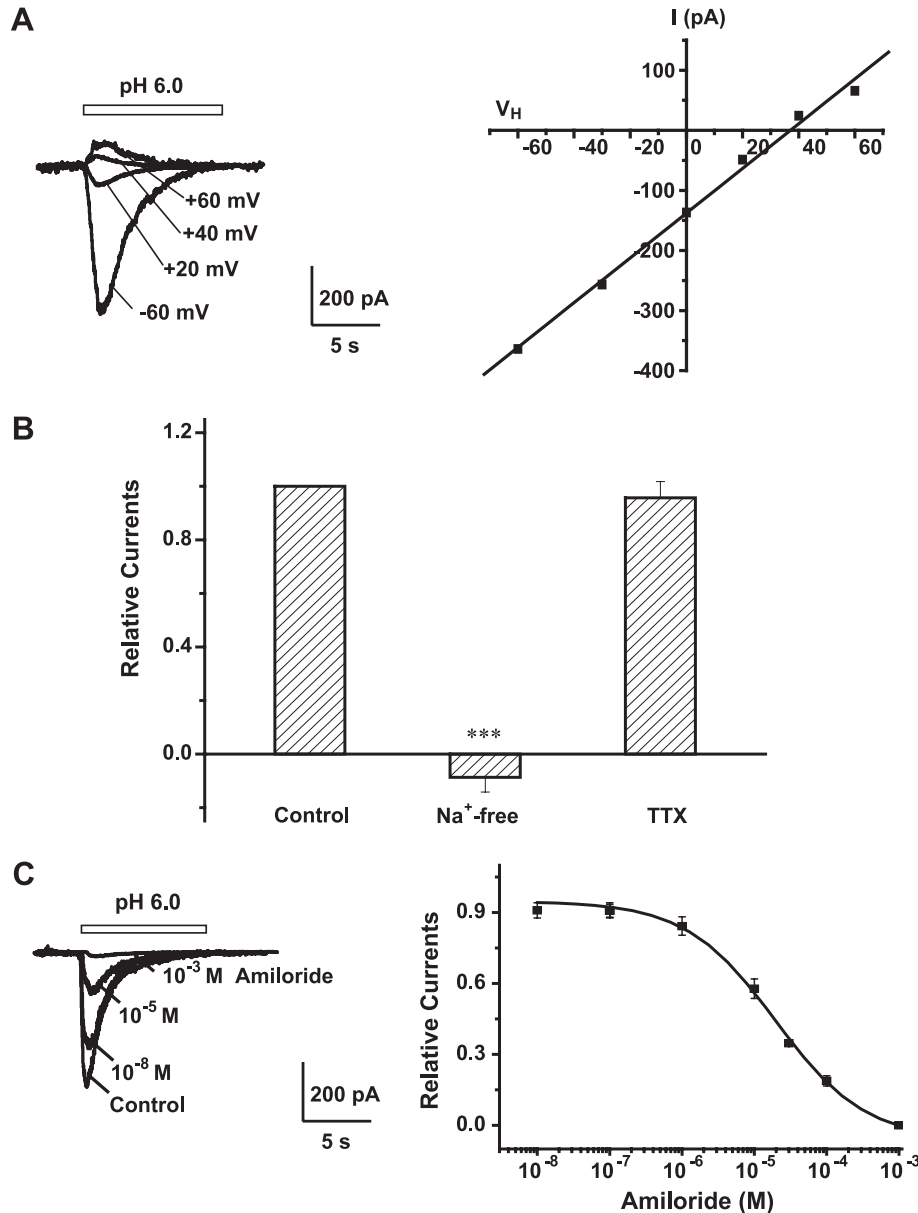 A
pH 6.0
+60 mV
+40 mV
+20 mV
-60 mV
200 pA
5 s
I (pA)
V_H
100
-60 -40 -20 0 20 40 60
-100
-200
-300
-400
B
Relative Currents
1.2
0.8
0.4
0.0
***
Control Na⁺-free TTX
C
pH 6.0
10⁻³ M Amiloride
10⁻⁵ M
10⁻⁸ M
Control
200 pA
5 s
Relative Currents
0.9
0.6
0.3
0.0
10⁻⁸ 10⁻⁷ 10⁻⁶ 10⁻⁵ 10⁻⁴ 10⁻³
Amiloride (M)